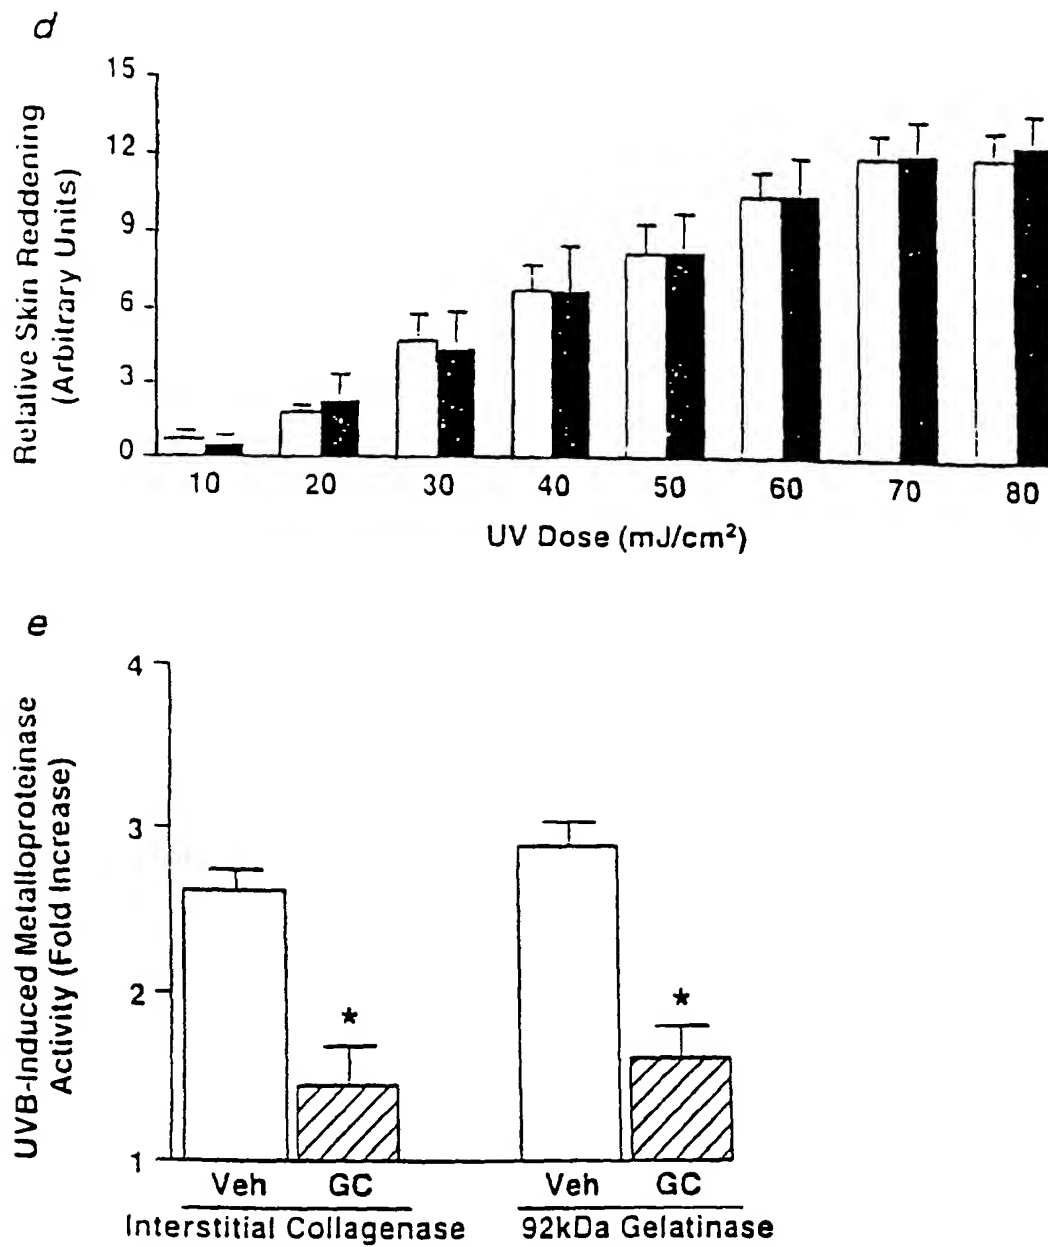 d
Relative Skin Reddening
(Arbitrary Units)
15
12
9
6
3
0
10 20 30 40 50 60 70 80
UV Dose (mJ/cm²)
e
UVB-Induced Metalloproteinase
Activity (Fold Increase)
4
3
2
1
*
*
Veh GC Veh GC
Interstitial Collagenase 92kDa Gelatinase